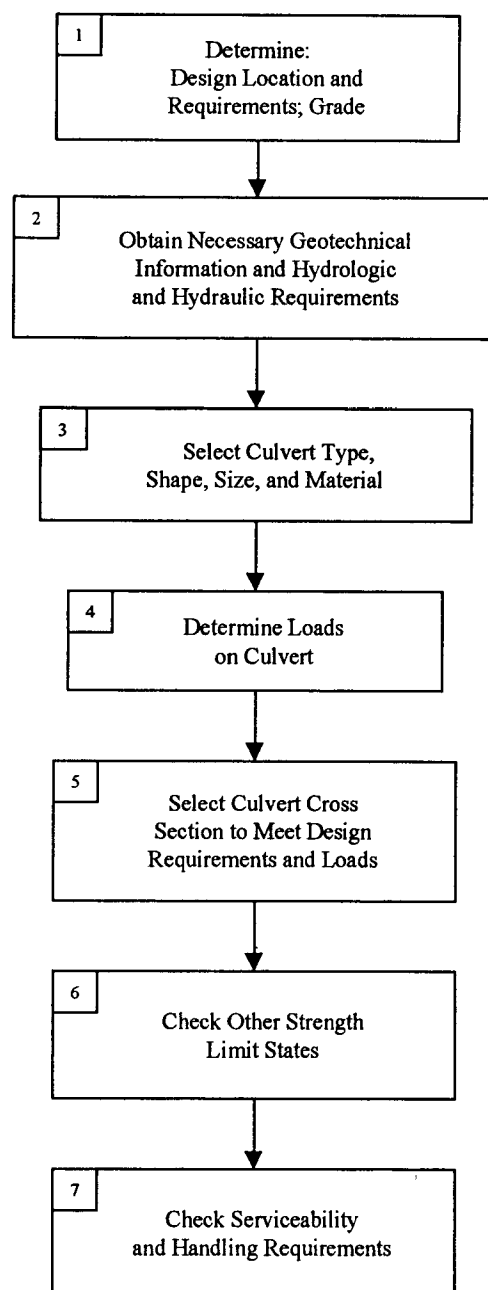 1
Determine:
Design Location and
Requirements; Grade
2
Obtain Necessary Geotechnical
Information and Hydrologic
and Hydraulic Requirements
3
Select Culvert Type,
Shape, Size, and Material
4
Determine Loads
on Culvert
5
Select Culvert Cross
Section to Meet Design
Requirements and Loads
6
Check Other Strength
Limit States
7
Check Serviceability
and Handling Requirements